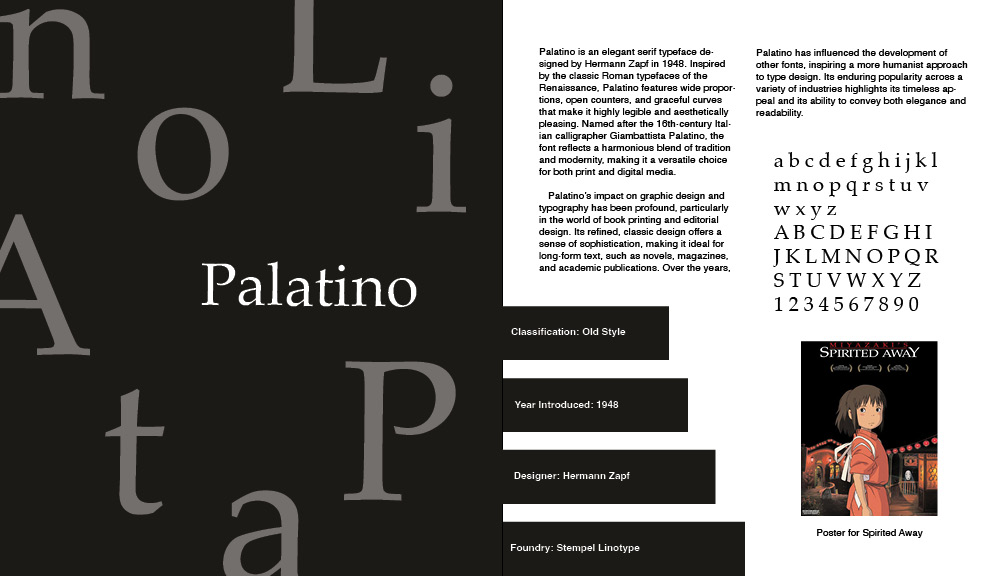 n
L
i
o
A
Palatino
P
t
a
Palatino is an elegant serif typeface de-
signed by Hermann Zapf in 1948. Inspired
by the classic Roman typefaces of the
Renaissance, Palatino features wide propor-
tions, open counters, and graceful curves
that make it highly legible and aesthetically
pleasing. Named after the 16th-century Ital-
ian calligrapher Giambattista Palatino, the
font reflects a harmonious blend of tradition
and modernity, making it a versatile choice
for both print and digital media.
Palatino's impact on graphic design and
typography has been profound, particularly
in the world of book printing and editorial
design. Its refined, classic design offers a
sense of sophistication, making it ideal for
long-form text, such as novels, magazines,
and academic publications. Over the years,
Palatino has influenced the development of
other fonts, inspiring a more humanist approach
to type design. Its enduring popularity across a
variety of industries highlights its timeless ap-
peal and its ability to convey both elegance and
readability.
a b c d e f g h i j k l
m n o p q r s t u v
w x y z
A B C D E F G H I
J K L M N O P Q R
S T U V W X Y Z
1 2 3 4 5 6 7 8 9 0
Classification: Old Style
Year Introduced: 1948
Designer: Hermann Zapf
Foundry: Stempel Linotype
MIYAZAKI'S
SPIRITED AWAY
Poster for Spirited Away